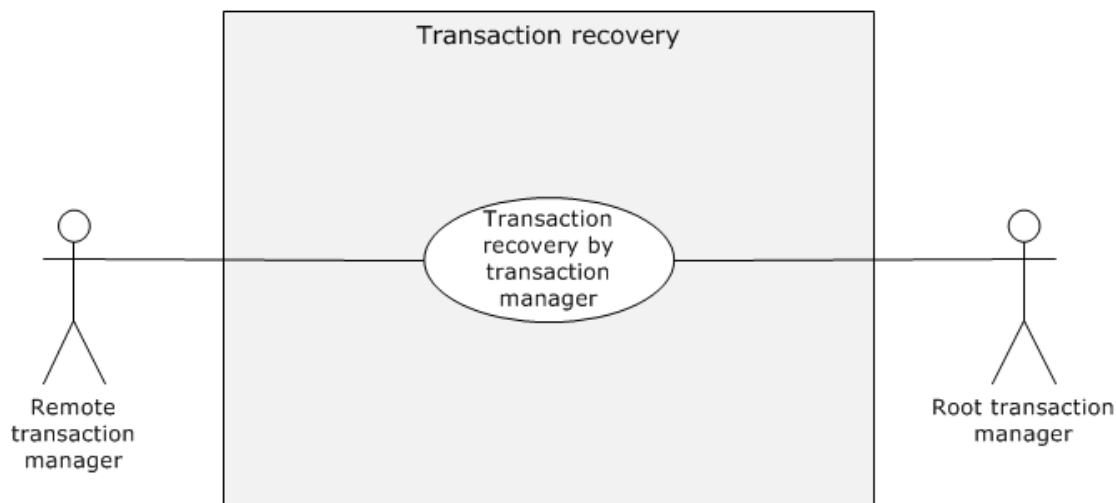 Transaction recovery
Transaction
recovery by
transaction
manager
Remote
transaction
manager
Root transaction
manager